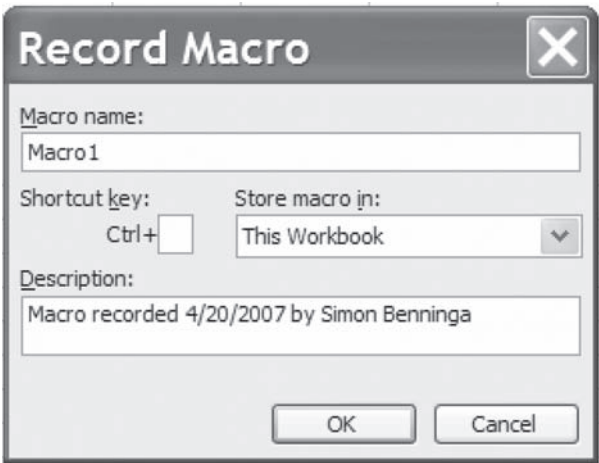 Record Macro
Macro name:
Macro1
Shortcut key: Store macro in:
Ctrl+ This Workbook
Description:
Macro recorded 4/20/2007 by Simon Benninga
OK Cancel